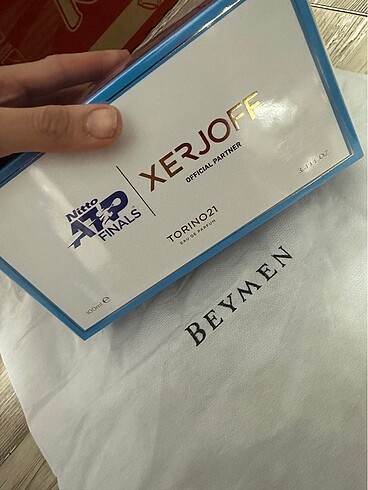 Nitto
ATP
FINALS
XERJOFF
OFFICIAL PARTNER
TORINO21
EAU DE PARFUM
100ml e
BEYMEN